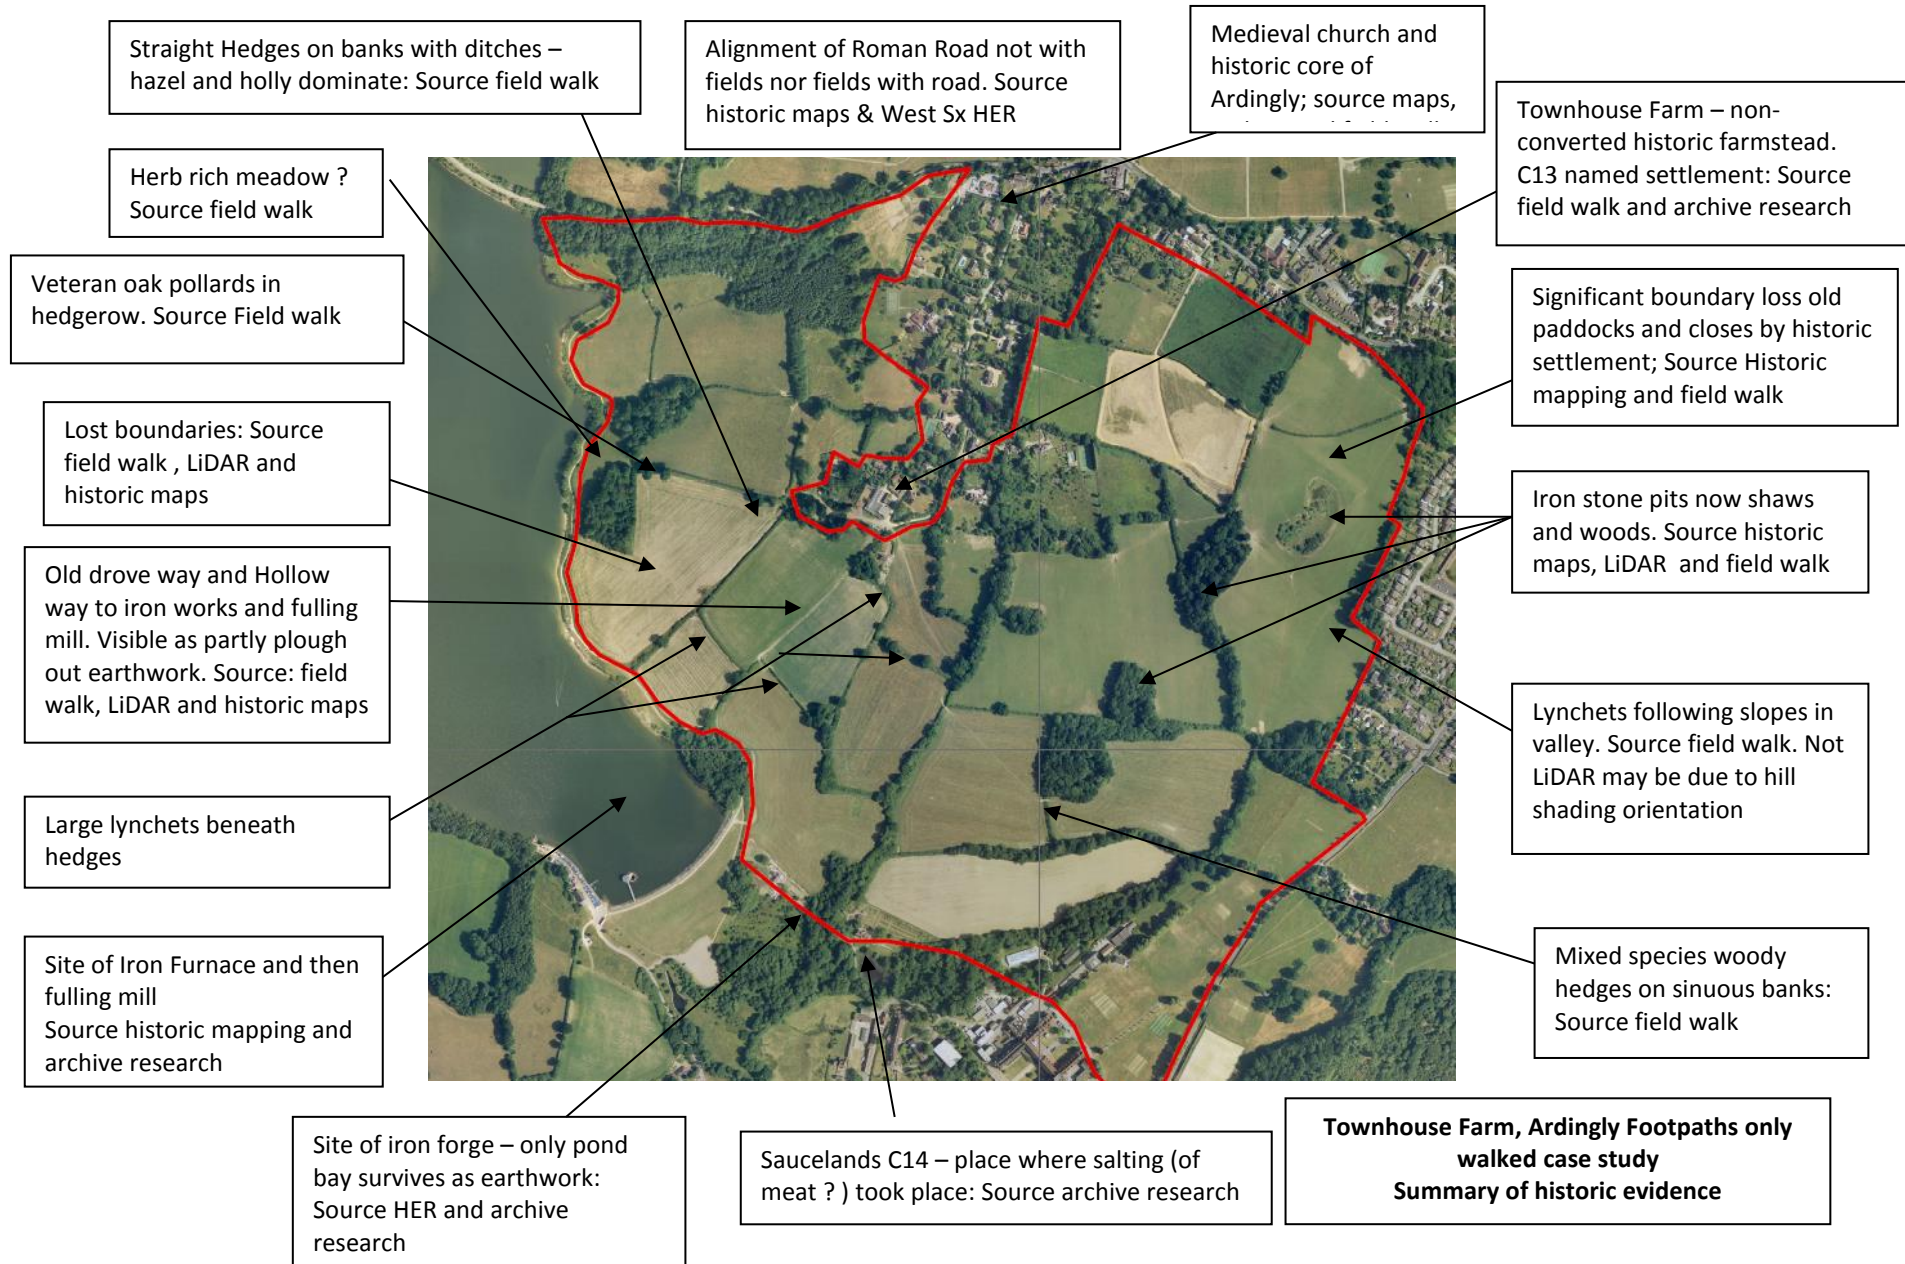 Straight Hedges on banks with ditches –
hazel and holly dominate: Source field walk
Alignment of Roman Road not with
fields nor fields with road. Source
historic maps & West Sx HER
Medieval church and
historic core of
Ardingly; source maps,
Townhouse Farm – non-
converted historic farmstead.
C13 named settlement: Source
field walk and archive research
Herb rich meadow ?
Source field walk
Veteran oak pollards in
hedgerow. Source Field walk
Significant boundary loss old
paddocks and closes by historic
settlement; Source Historic
mapping and field walk
Lost boundaries: Source
field walk , LiDAR and
historic maps
Iron stone pits now shaws
and woods. Source historic
maps, LiDAR and field walk
Old drove way and Hollow
way to iron works and fulling
mill. Visible as partly plough
out earthwork. Source: field
walk, LiDAR and historic maps
Lynchets following slopes in
valley. Source field walk. Not
LiDAR may be due to hill
shading orientation
Large lynchets beneath
hedges
Site of Iron Furnace and then
fulling mill
Source historic mapping and
archive research
Mixed species woody
hedges on sinuous banks:
Source field walk
Site of iron forge – only pond
bay survives as earthwork:
Source HER and archive
research
Saucelands C14 – place where salting (of
meat ? ) took place: Source archive research
Townhouse Farm, Ardingly Footpaths only
walked case study
Summary of historic evidence